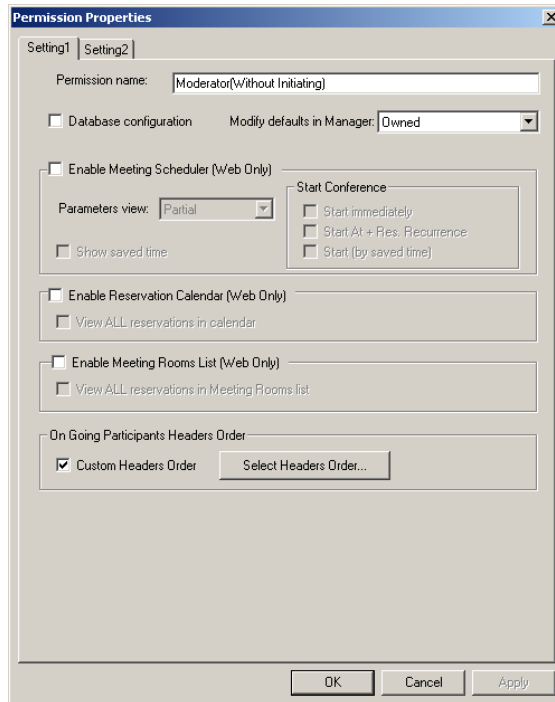 Permission Properties
Setting1 Setting2
Permission name: Moderator(Without Initiating)
Database configuration Modify defaults in Manager: Owned
Enable Meeting Scheduler (Web Only)
Start Conference
Parameters view: Partial Start immediately
Start At + Res. Recurrence
Show saved time Start (by saved time)
Enable Reservation Calendar (Web Only)
View ALL reservations in calendar
Enable Meeting Rooms List (Web Only)
View ALL reservations in Meeting Rooms list
On Going Participants Headers Order
Custom Headers Order Select Headers Order...
OK Cancel Apply